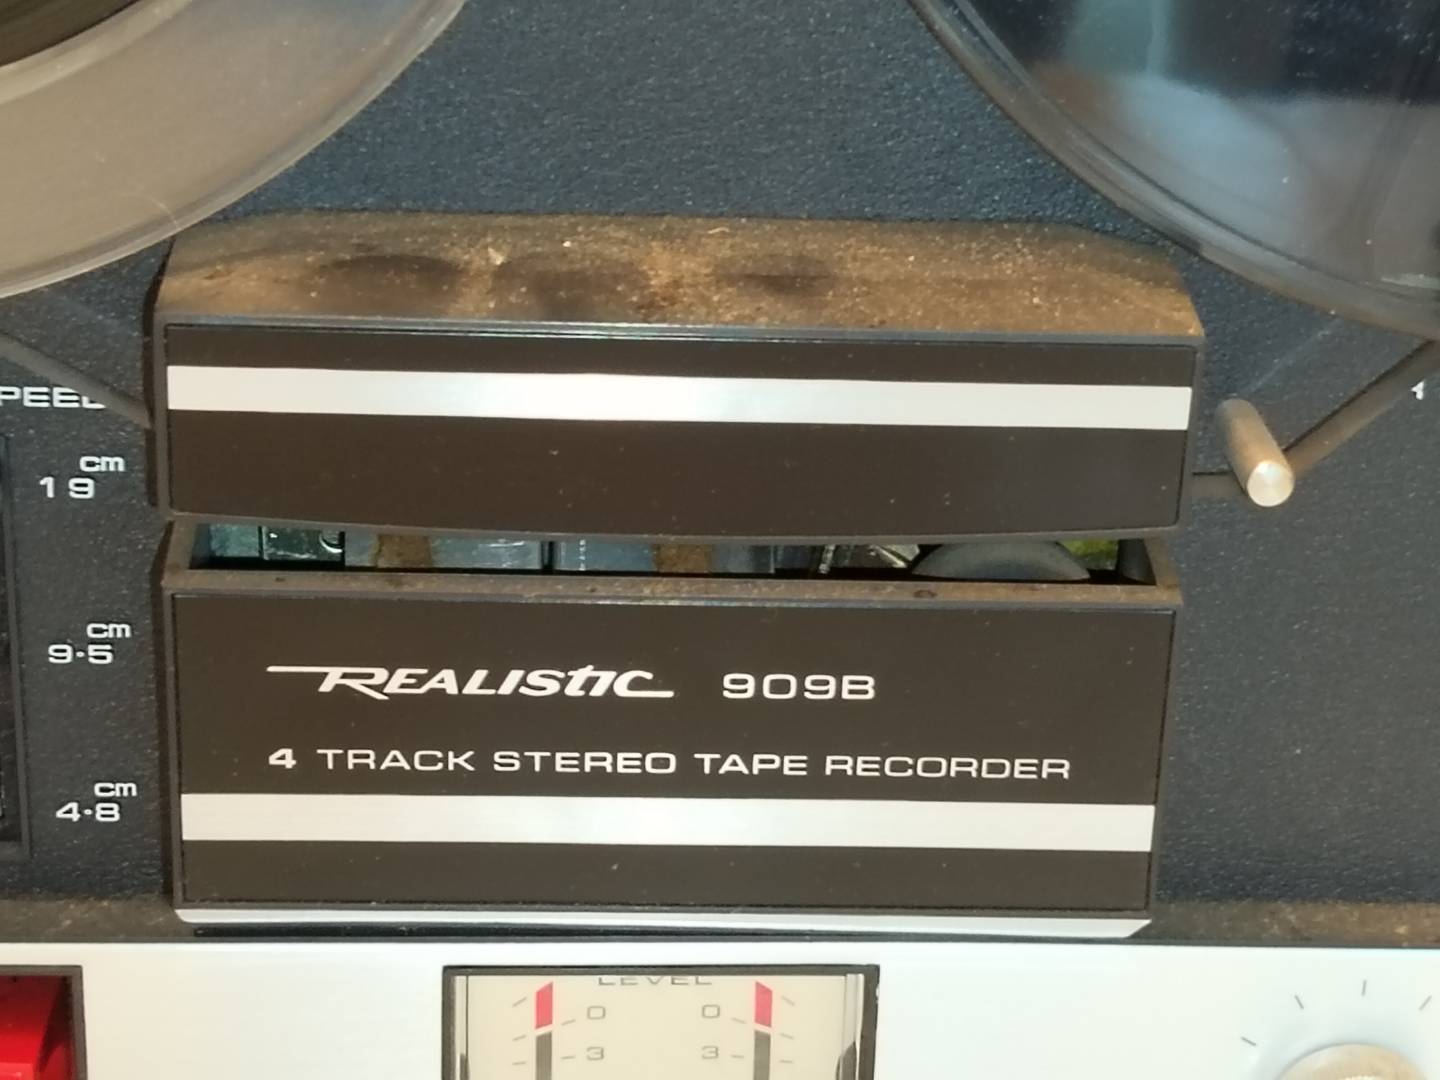 cm
19
cm
9.5
REALISTIC 909B
4 TRACK STEREO TAPE RECORDER
cm
4.8
LEVEL
0 0
3 3